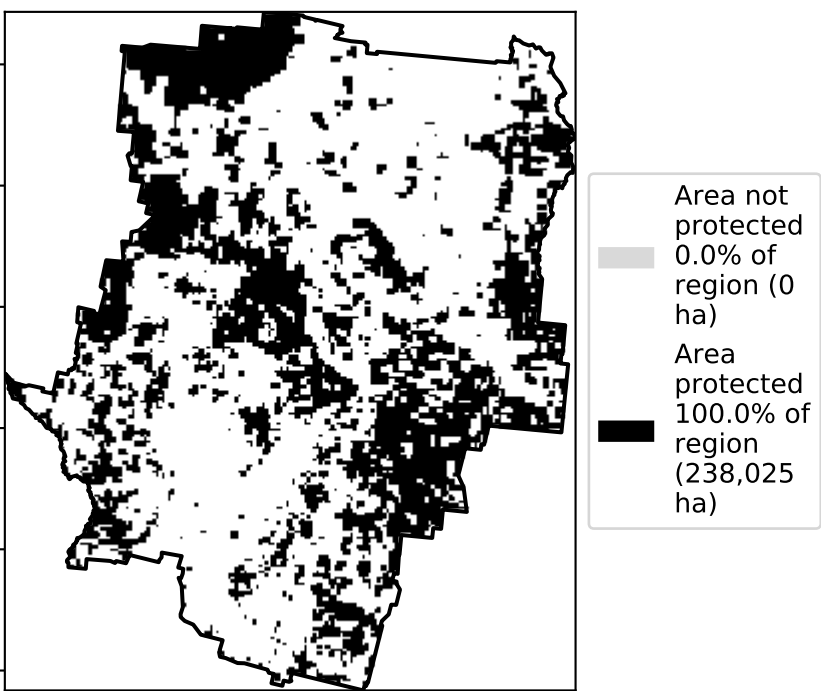 Area not
protected
0.0% of
region (0
ha)
Area
protected
100.0% of
region
(238,025
ha)